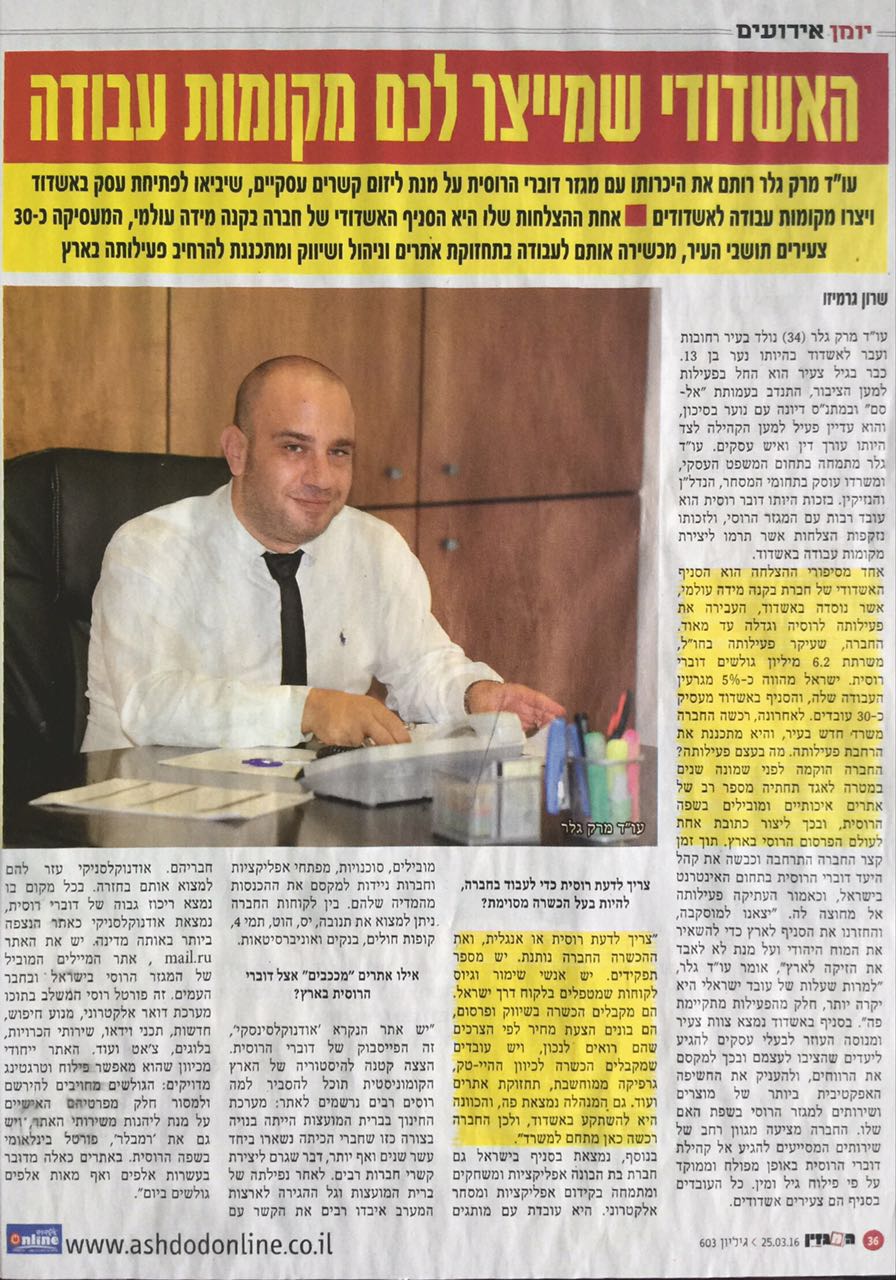 יומן אירועים
האשדודי שמייצר לכם מקומות עבודה
עו"ד מרק גלר רותם את היכרותו עם מגזר דוברי הרוסית על מנת ליזום קשרים עסקיים, שיביאו לפתיחת עסק באשדוד
ויצרו מקומות עבודה לאשדודים ■ אחת ההצלחות שלו היא הסניף האשדודי של חברה בקנה מידה עולמי, המעסיקה כ-30
צעירים תושבי העיר, מכשירה אותם לעבודה בתחזוקת אתרים וניהול ושיווק ומתכננת להרחיב פעילותה בארץ
שרון גרמיזו
עו"ד מרק גלר (34) נולד בעיר רחובות
ועבר לאשדוד בהיותו נער בן 13.
כבר בגיל צעיר הוא החל בפעילות
למען הציבור, התנדב בעמותת "אל-
סם" ובמתנ"ס דיונה עם נוער בסיכון,
והוא עדיין פעיל למען הקהילה לצד
היותו עורך דין ואיש עסקים. עו"ד
גלר מתמחה בתחום המשפט העסקי,
ומשרדו עוסק בתחומי המסחר, הנדל"ן
והנזיקין. בזכות היותו דובר רוסית הוא
עובד רבות עם המגזר הרוסי, ולזכותו
נזקפות הצלחות אשר תרמו ליצירת
מקומות עבודה באשדוד.
אחד מסיפורי ההצלחה הוא הסניף
האשדודי של חברת בקנה מידה עולמי,
אשר נוסדה באשדוד, העבירה את
פעילותה לרוסיה וגדלה עד מאוד.
החברה, שעיקר פעילותה בחו"ל,
משרתת 6.2 מיליון גולשים דוברי
רוסית. ישראל מהווה כ-5% מגרעין
העבודה שלה, והסניף באשדוד מעסיק
כ-30 עובדים. לאחרונה, רכשה החברה
משרד חדש בעיר, והיא מתכננת את
הרחבת פעילותה. מה בעצם פעילותה?
החברה הוקמה לפני שמונה שנים
במטרה לאגד תחתיה מספר רב של
אתרים איכותיים ומובילים בשפה
הרוסית, ובכך ליצור כתובת אחת
לעולם הפרסום הרוסי בארץ. תוך זמן
קצר החברה התרחבה וכבשה את קהל
היעד דוברי הרוסית בתחום האינטרנט
בישראל, וכאמור העתיקה פעילותה
אל מחוצה לה. "יצאנו למוסקבה,
והחזרנו את הסניף לארץ כדי להשאיר
את המוח היהודי ועל מנת לא לאבד
את הזיקה לארץ", אומר עו"ד גלר,
"למרות שעלות של עובד ישראלי היא
יקרה יותר, חלק מהפעילות מתקיימת
פה". בסניף באשדוד נמצא צוות צעיר
ומנוסה העוזר לבעלי עסקים להגיע
ליעדים שהציבו לעצמם ובכך למקסם
את הרווחים, ולהעניק את החשיפה
האפקטיבית ביותר של מוצרים
ושירותים למגזר הרוסי בשפת האם
שלו. החברה מציעה מגוון רחב של
שירותים המסייעים להגיע אל קהילת
דוברי הרוסית באופן מפולח וממוקד
על פי פילוח גיל ומין. כל העובדים
בסניף הם צעירים אשדודים.
עו"ד מרק גלר
צריך לדעת רוסית כדי לעבוד בחברה,
להיות בעל הכשרה מסוימת?
"צריך לדעת רוסית או אנגלית, ואת
ההכשרה החברה נותנת. יש מספר
תפקידים. יש אנשי שימור וגיוס
לקוחות שמטפלים בלקוח דרך ישראל.
הם מקבלים הכשרה בשיווק ופרסום,
הם בונים הצעת מחיר לפי הצרכים
שהם רואים לנכון, ויש עובדים
שמקבלים הכשרה לכיוון ההיי-טק,
גרפיקה ממוחשבת, תחזוקת אתרים
ועוד. גם המנהלה נמצאת פה, והכוונה
היא להשתקע באשדוד, ולכן החברה
רכשה כאן מתחם למשרד".
בנוסף, נמצאת בסניף בישראל גם
חברת בת הבונה אפליקציות ומשחקים
ומתמחה בקידום אפליקציות ומסחר
אלקטרוני. היא עובדת עם מותגים
מובילים, סוכנויות, מפתחי אפליקציות
וחברות ניידות למקסם את ההכנסות
מהמדיה שלהם. בין לקוחות החברה
ניתן למצוא את תנובה, יס, הוט, תמי 4,
קופות חולים, בנקים ואוניברסיטאות.
אילו אתרים "מככבים" אצל דוברי
הרוסית בארץ?
"יש אתר הנקרא 'אודנוקלסינסקי',
זה הפייסבוק של דוברי הרוסית.
הצצה קטנה להיסטוריה של הארץ
הקומוניסטית תוכל להסביר למה
רוסים רבים נרשמים לאתר: מערכת
החינוך בברית המועצות הייתה בנויה
בצורה כזו שחברי הכיתה נשארו ביחד
עשר שנים ואף יותר, דבר שגרם ליצירת
קשרי חברות רבים. לאחר נפילתה של
ברית המועצות וגל ההגירה לארצות
המערב איבדו רבים את הקשר עם
חבריהם. אודנוקלסניקי עזר להם
למצוא אותם בחזרה. בכל מקום בו
נמצא ריכוז גבוה של דוברי רוסית,
נמצאת אודנוקלסניקי כאתר הנצפה
ביותר באותה מדינה. יש את האתר
mail.ru , אתר המיילים המוביל
של המגזר הרוסי בישראל ובחבר
העמים. זה פורטל רוסי המשלב בתוכו
מערכת דואר אלקטרוני, מנוע חיפוש,
חדשות, תכני וידאו, שירותי הכרויות,
בלוגים, צ'אט ועוד. האתר ייחודי
מכיוון שהוא מאפשר פילוח וטרגטינג
מדויקים: הגולשים מחויבים להירשם
ולמסור חלק מפרטיהם האישיים
על מנת ליהנות משירותי האתר, ויש
גם את 'רמבלר', פורטל בינלאומי
בשפה הרוסית. באתרים כאלה מדובר
בעשרות אלפים ואף מאות אלפים
גולשים ביום".
36 המגזין 25.03.16 > גיליון 603
www.ashdodonline.co.il
online